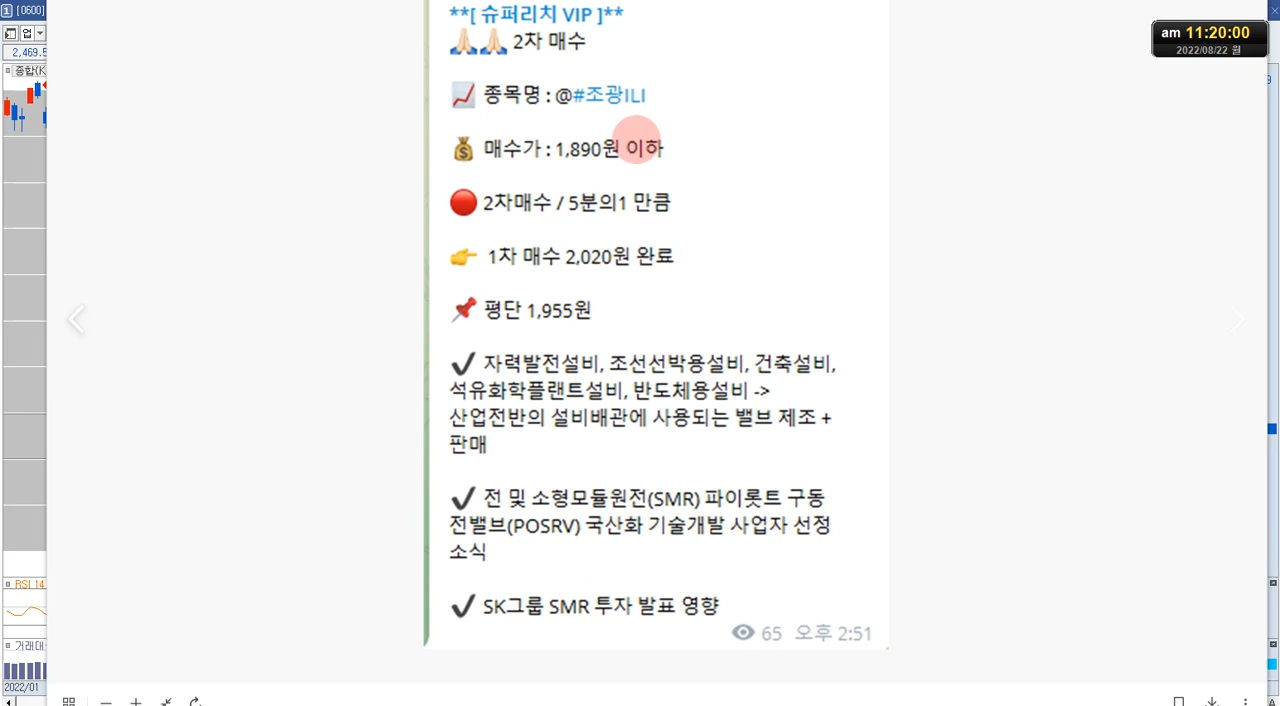 1 [0600]
업
2,469.5
종합(K
**[ 슈퍼리치 VIP ]**
🙏🏻🙏🏻 2차 매수
📈 종목명 : @#조광ILI
💰 매수가 : 1,890원 이하
🔴 2차매수 / 5분의1 만큼
👉 1차 매수 2,020원 완료
📌 평단 1,955원
✔ 자력발전설비, 조선선박용설비, 건축설비,
석유화학플랜트설비, 반도체용설비 ->
산업전반의 설비배관에 사용되는 밸브 제조 +
판매
✔ 전 및 소형모듈원전(SMR) 파이롯트 구동
전밸브(POSRV) 국산화 기술개발 사업자 선정
소식
✔ SK그룹 SMR 투자 발표 영향
65 오후 2:51
am 11:20:00
2022/08/22 월
RSI 14
거래대
2022/01